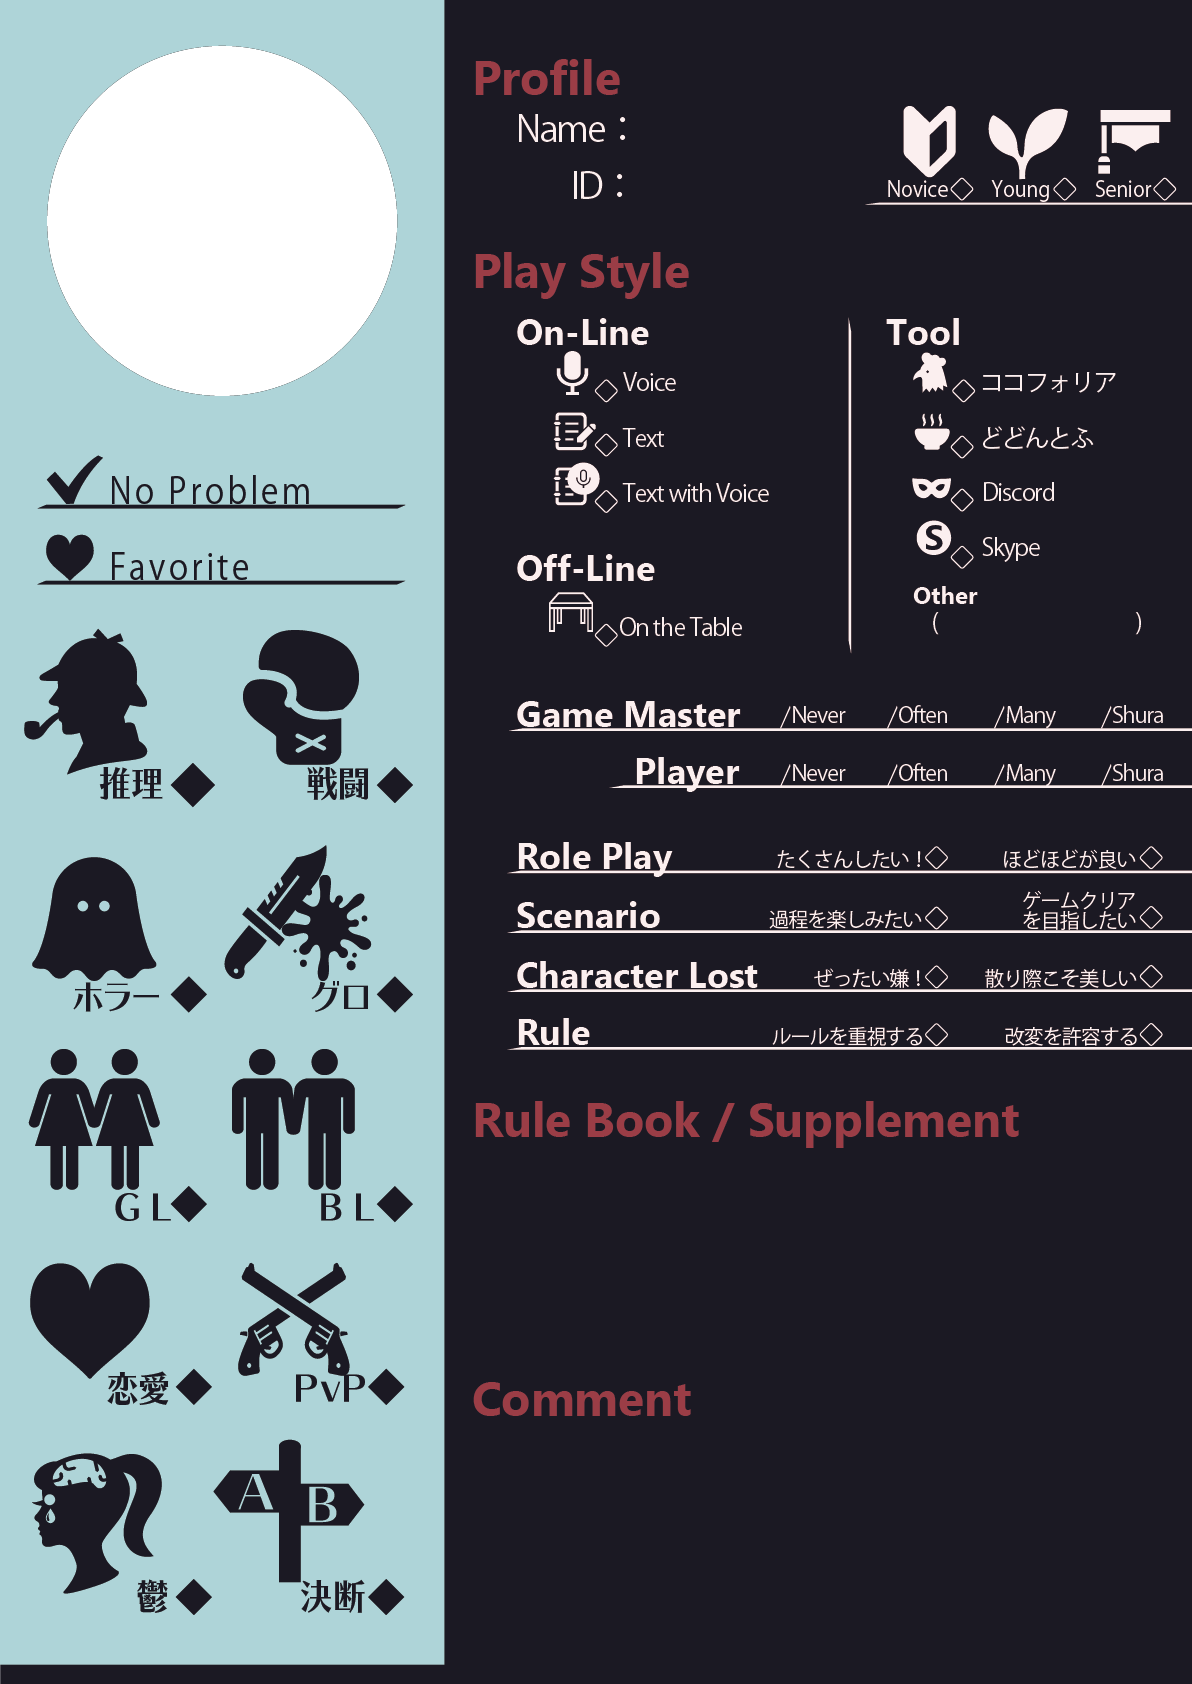 No Problem
Favorite
推理
戦闘
ホラー
グロ
GL
BL
恋愛
PvP
A
B
鬱
決断
Profile
Name：
ID：
Novice Young Senior
Play Style
On-Line
Voice
Text
Text with Voice
Off-Line
On the Table
Tool
ココフォリア
どどんとふ
Discord
S
Skype
Other
( )
Game Master /Never /Often /Many /Shura
Player /Never /Often /Many /Shura
Role Play たくさんしたい！ ほどほどが良い
Scenario 過程を楽しみたい ゲームクリア
を目指したい
Character Lost ぜったい嫌！ 散り際こそ美しい
Rule ルールを重視する 改変を許容する
Rule Book / Supplement
Comment